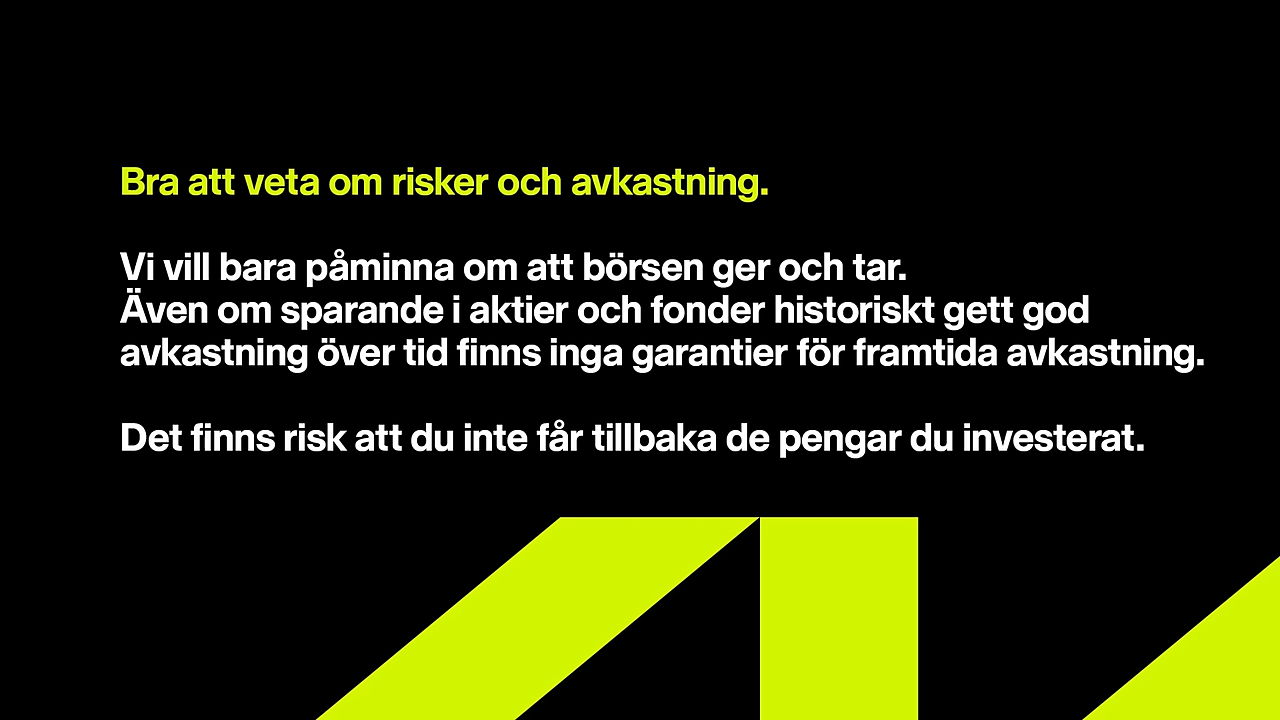 Bra att veta om risker och avkastning.
Vi vill bara påminna om att börsen ger och tar.
Även om sparande i aktier och fonder historiskt gett god
avkastning över tid finns inga garantier för framtida avkastning.
Det finns risk att du inte får tillbaka de pengar du investerat.